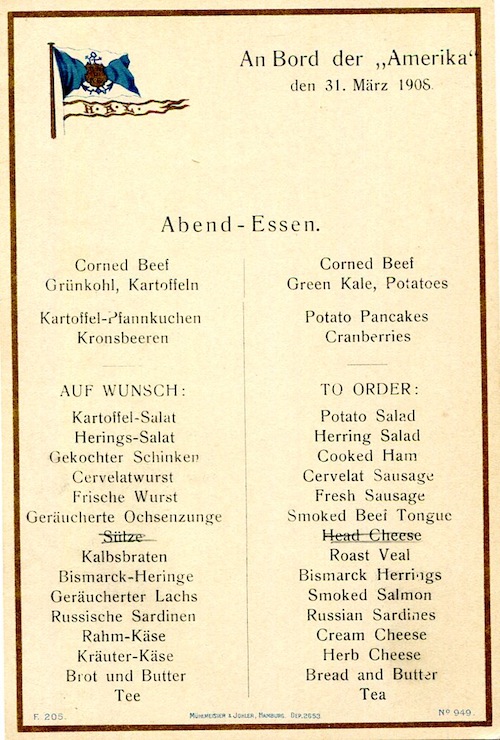 H. A. L.
An Bord der „Amerika“
den 31. März 1908.
Abend-Essen.
Corned Beef
Grünkohl, Kartoffeln
Kartoffel-Pfannkuchen
Kronsbeeren
AUF WUNSCH:
Kartoffel-Salat
Herings-Salat
Gekochter Schinken
Cervelatwurst
Frische Wurst
Geräucherte Ochsenzunge
Sütze
Kalbsbraten
Bismarck-Heringe
Geräucherter Lachs
Russische Sardinen
Rahm-Käse
Kräuter-Käse
Brot und Butter
Tee
Corned Beef
Green Kale, Potatoes
Potato Pancakes
Cranberries
TO ORDER:
Potato Salad
Herring Salad
Cooked Ham
Cervelat Sausage
Fresh Sausage
Smoked Beef Tongue
Head Cheese
Roast Veal
Bismarck Herrings
Smoked Salmon
Russian Sardines
Cream Cheese
Herb Cheese
Bread and Butter
Tea
F. 205.
MÜHLMEISTER & JOHLER, HAMBURG. DEP. 2653
Nº 949.